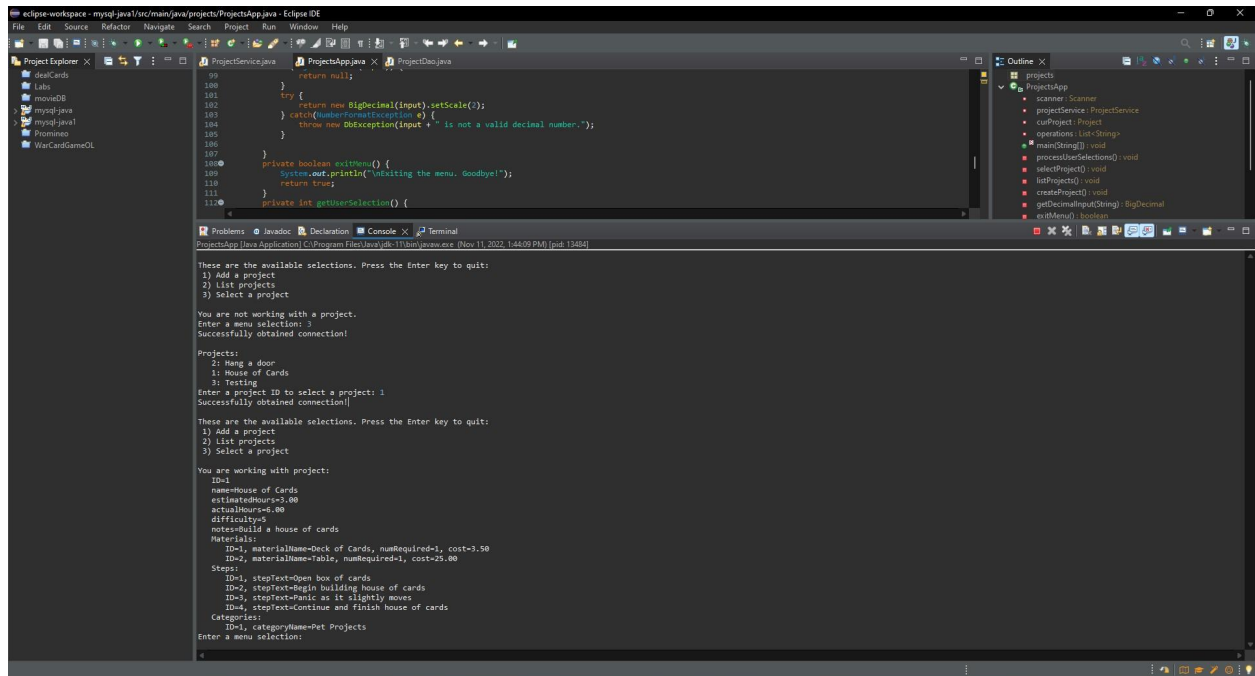 eclipse-workspace - mysql-java1/src/main/java/projects/ProjectsApp.java - Eclipse IDE
File Edit Source Refactor Navigate Search Project Run Window Help
Project Explorer
dealCards
Labs
movieDB
mysql-java
mysql-java1
Promineo
WarCardGameOL
ProjectService.java ProjectsApp.java ProjectDao.java
99 return null;
100 }
101 try {
102 return new BigDecimal(input).setScale(2);
103 } catch(NumberFormatException e) {
104 throw new DbException(input + " is not a valid decimal number.");
105 }
106
107 }
108 private boolean exitMenu() {
109 System.out.println("\nExiting the menu. Goodbye!");
110 return true;
111 }
112 private int getUserSelection() {
Outline
projects
ProjectsApp
scanner : Scanner
projectService : ProjectService
curProject : Project
operations : List<String>
main(String[]) : void
processUserSelections() : void
selectProject() : void
listProjects() : void
createProject() : void
getDecimalInput(String) : BigDecimal
exitMenu() : boolean
Problems Javadoc Declaration Console Terminal
ProjectsApp [Java Application] C:\Program Files\Java\jdk-11\bin\javaw.exe (Nov 11, 2022, 1:44:09 PM) [pid: 13484]
These are the available selections. Press the Enter key to quit:
1) Add a project
2) List projects
3) Select a project
You are not working with a project.
Enter a menu selection: 3
Successfully obtained connection!
Projects:
2: Hang a door
1: House of Cards
3: Testing
Enter a project ID to select a project: 1
Successfully obtained connection!
These are the available selections. Press the Enter key to quit:
1) Add a project
2) List projects
3) Select a project
You are working with project:
ID=1
name=House of Cards
estimatedHours=3.00
actualHours=6.00
difficulty=5
notes=Build a house of cards
Materials:
ID=1, materialName=Deck of Cards, numRequired=1, cost=3.50
ID=2, materialName=Table, numRequired=1, cost=25.00
Steps:
ID=1, stepText=Open box of cards
ID=2, stepText=Begin building house of cards
ID=3, stepText=Panic as it slightly moves
ID=4, stepText=Continue and finish house of cards
Categories:
ID=1, categoryName=Pet Projects
Enter a menu selection: